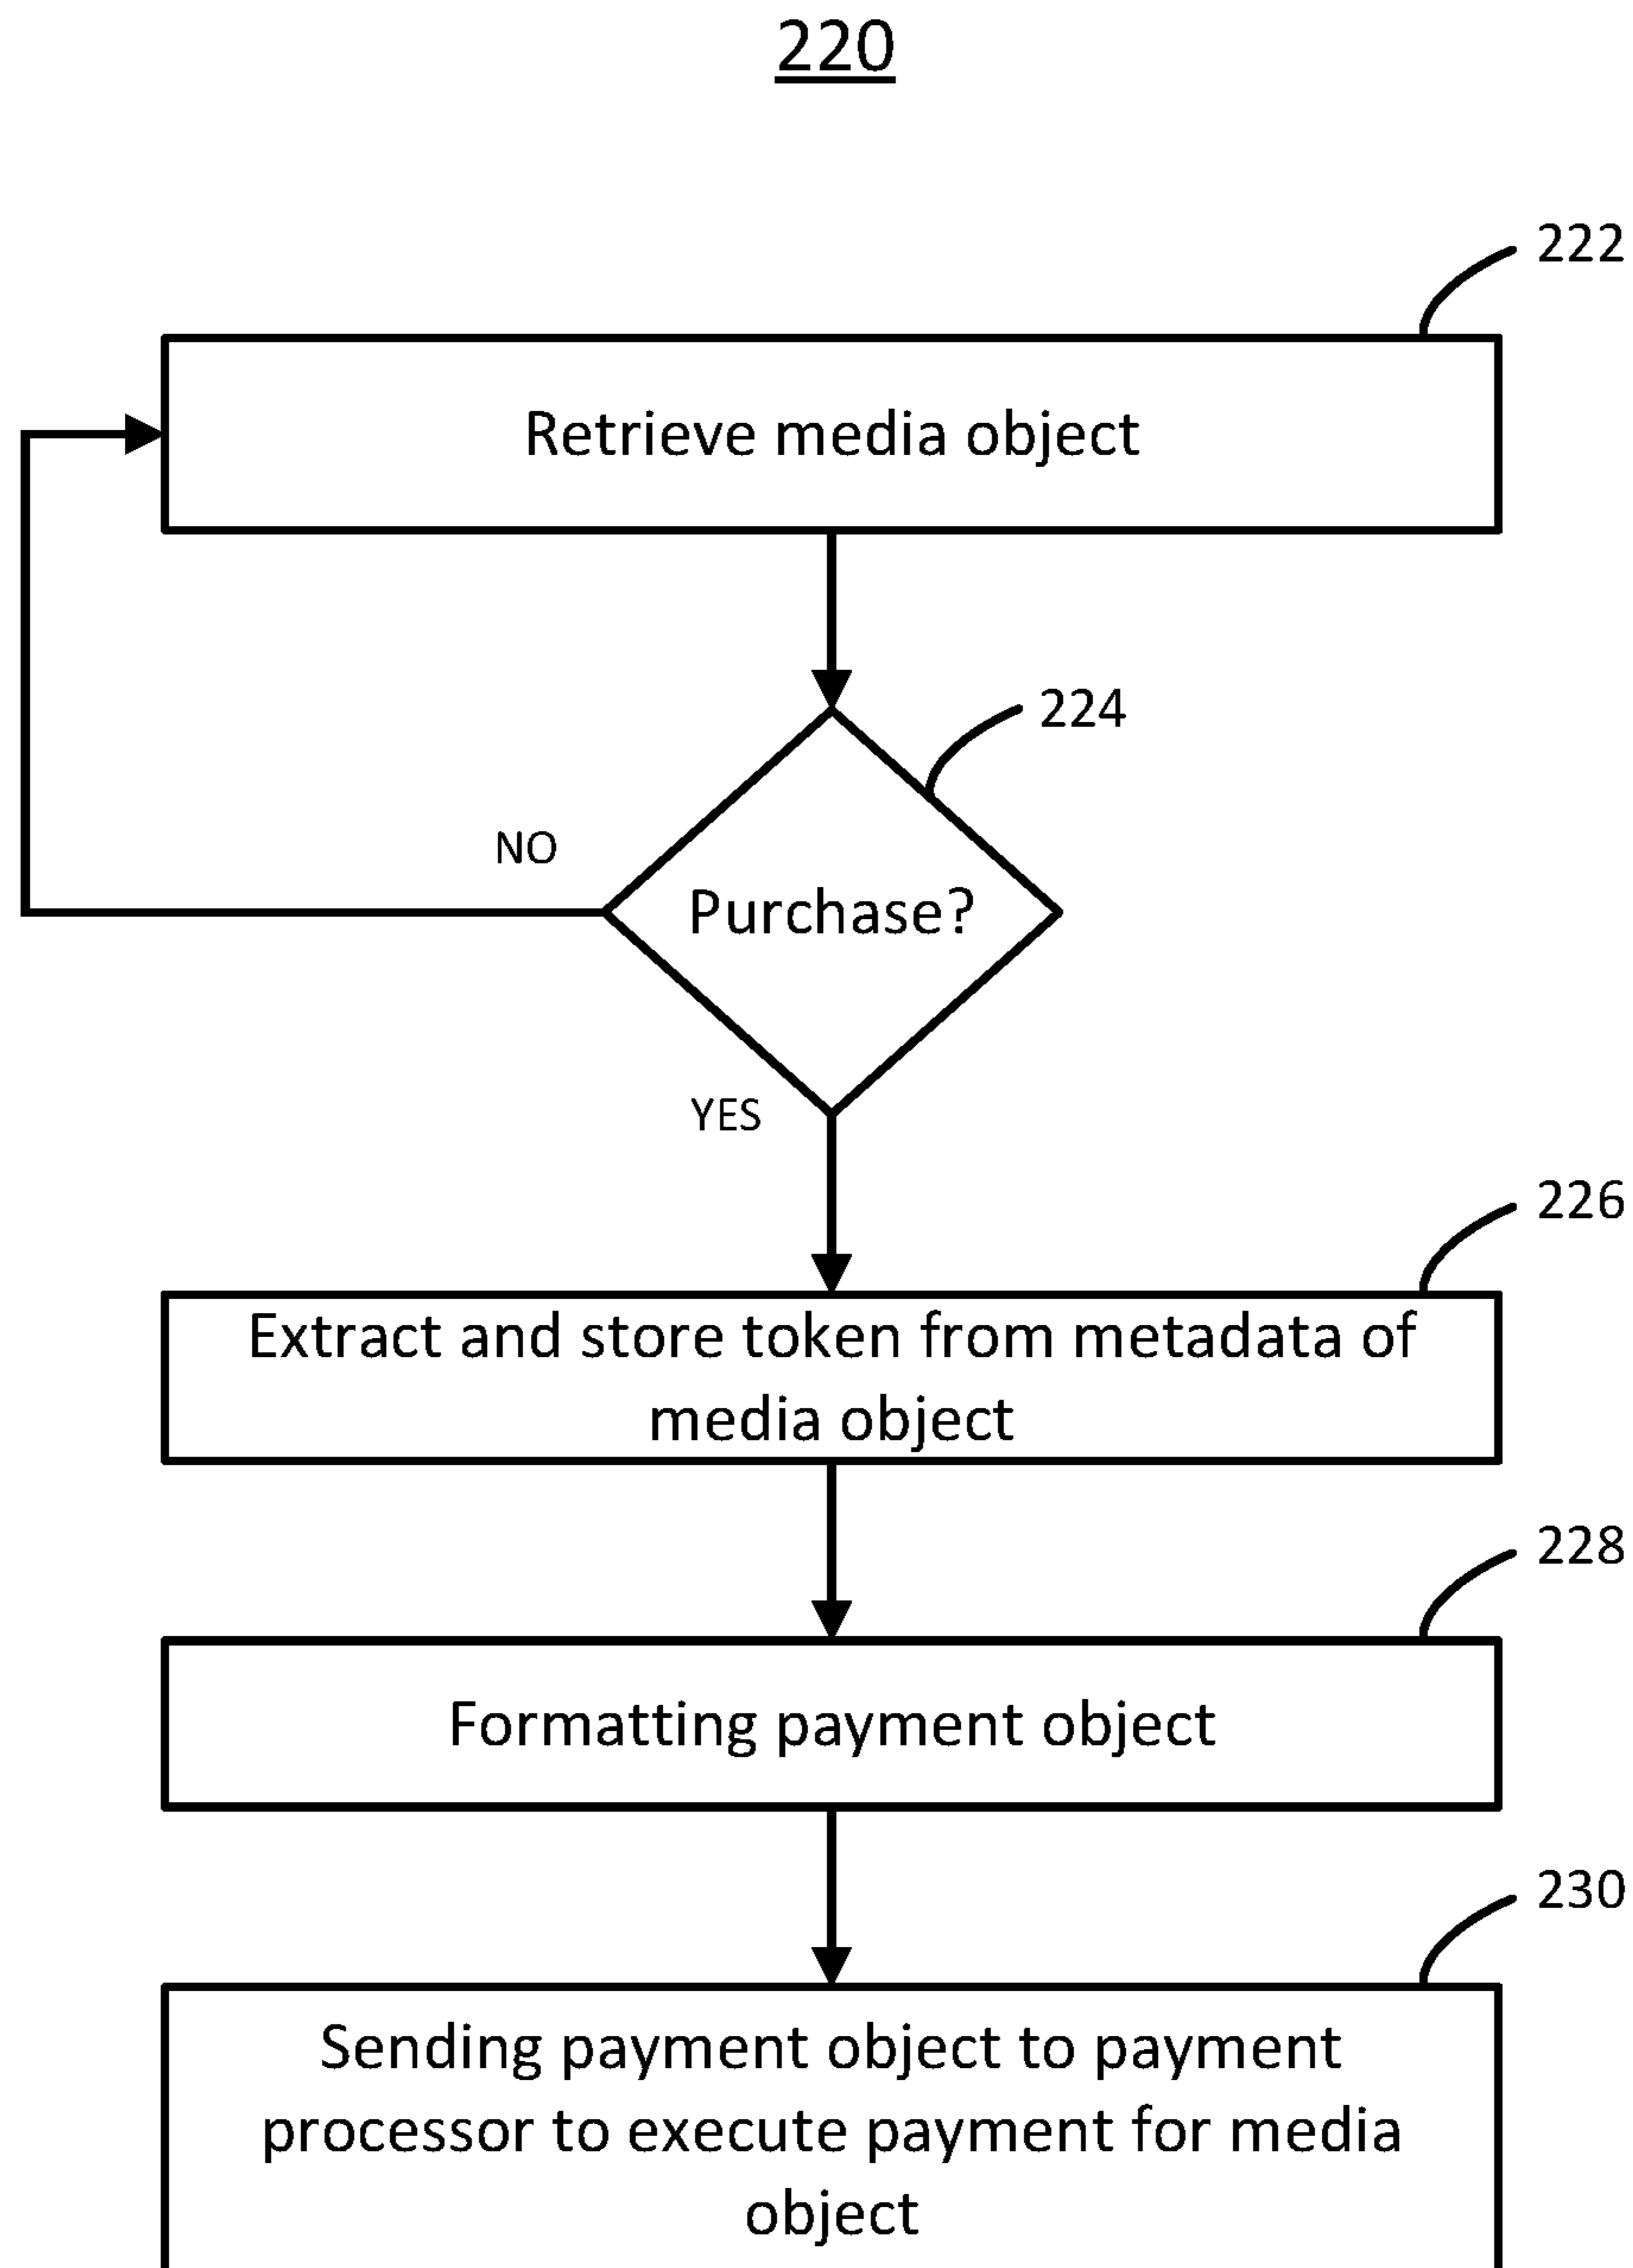 220
222
Retrieve media object
224
NO
Purchase?
YES
226
Extract and store token from metadata of
media object
228
Formatting payment object
230
Sending payment object to payment
processor to execute payment for media
object